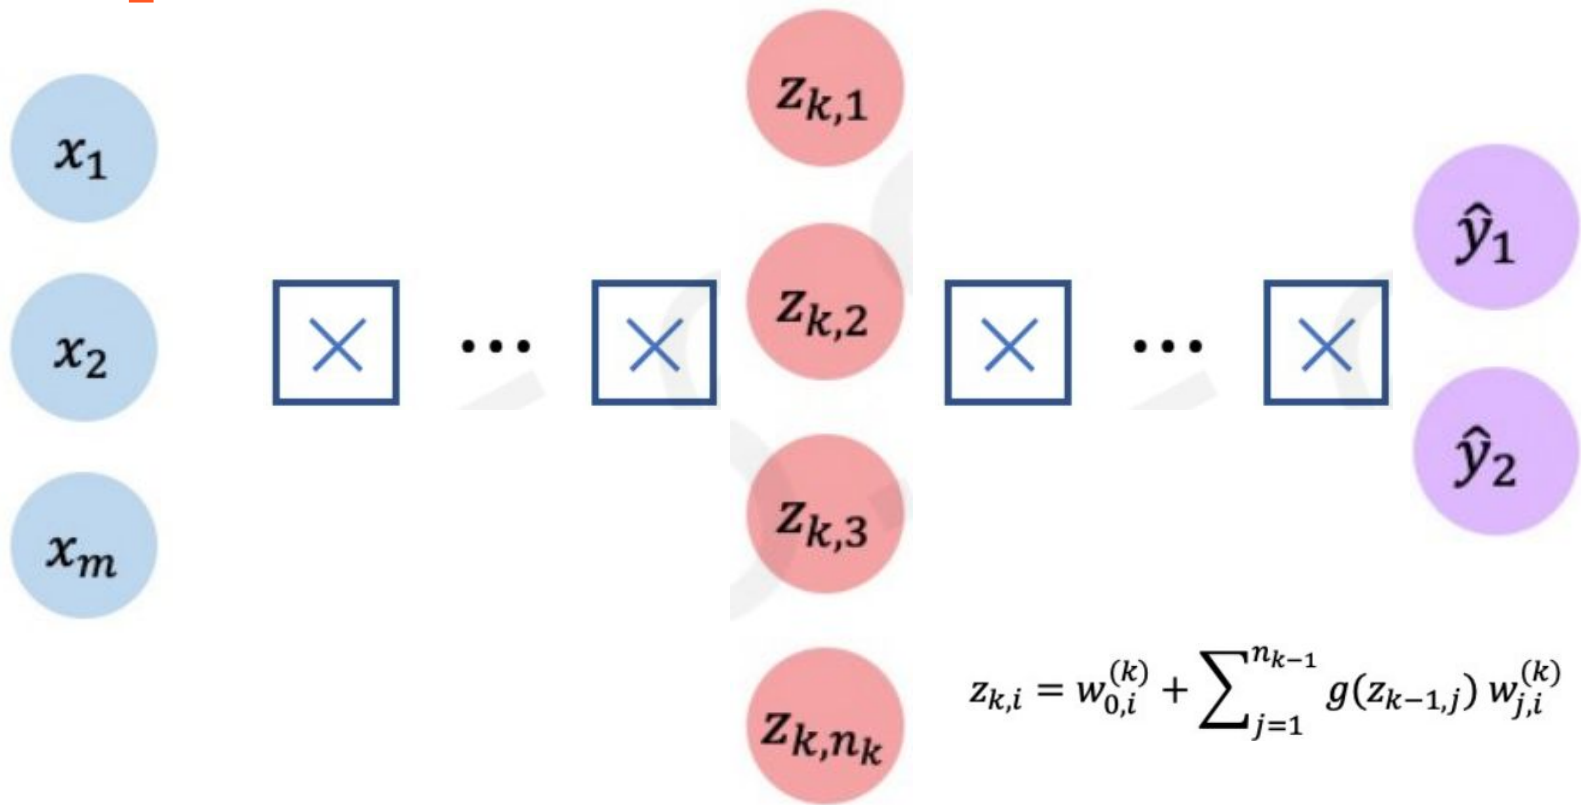 x₁
x₂
xₘ
•••
z_{k,1}
z_{k,2}
z_{k,3}
z_{k,n_k}
•••
ŷ₁
ŷ₂
z_{k,i} = w_{0,i}^{(k)} + ∑_{j=1}^{n_{k−1}} g(z_{k−1,j}) w_{j,i}^{(k)}